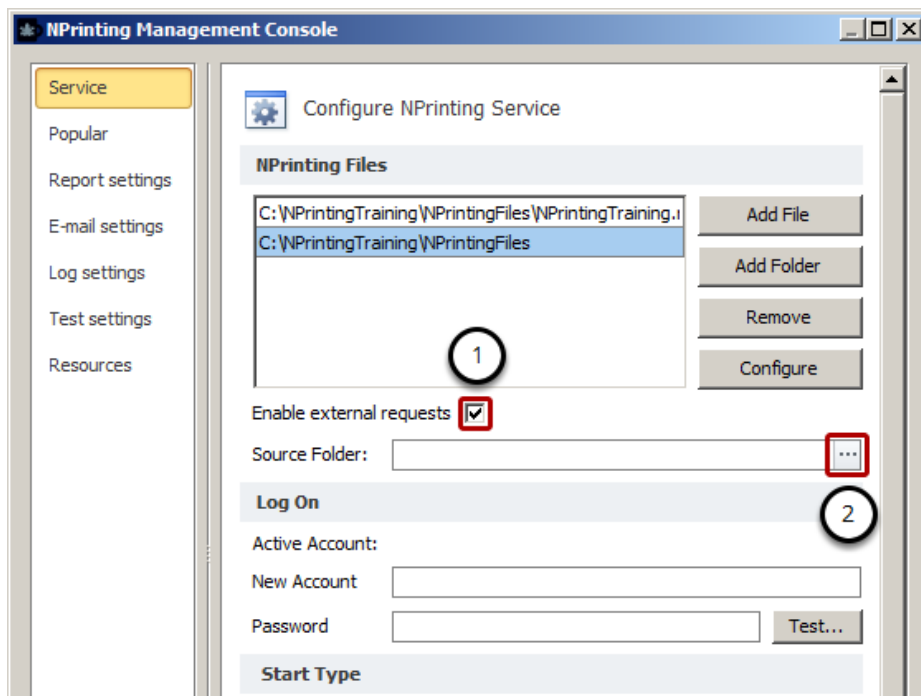 NPrinting Management Console
Service
Popular
Report settings
E-mail settings
Log settings
Test settings
Resources
Configure NPrinting Service
NPrinting Files
C:\NPrintingTraining\NPrintingFiles\NPrintingTraining.
C:\NPrintingTraining\NPrintingFiles
Add File
Add Folder
Remove
Configure
1
Enable external requests
Source Folder:
...
2
Log On
Active Account:
New Account
Password
Test...
Start Type